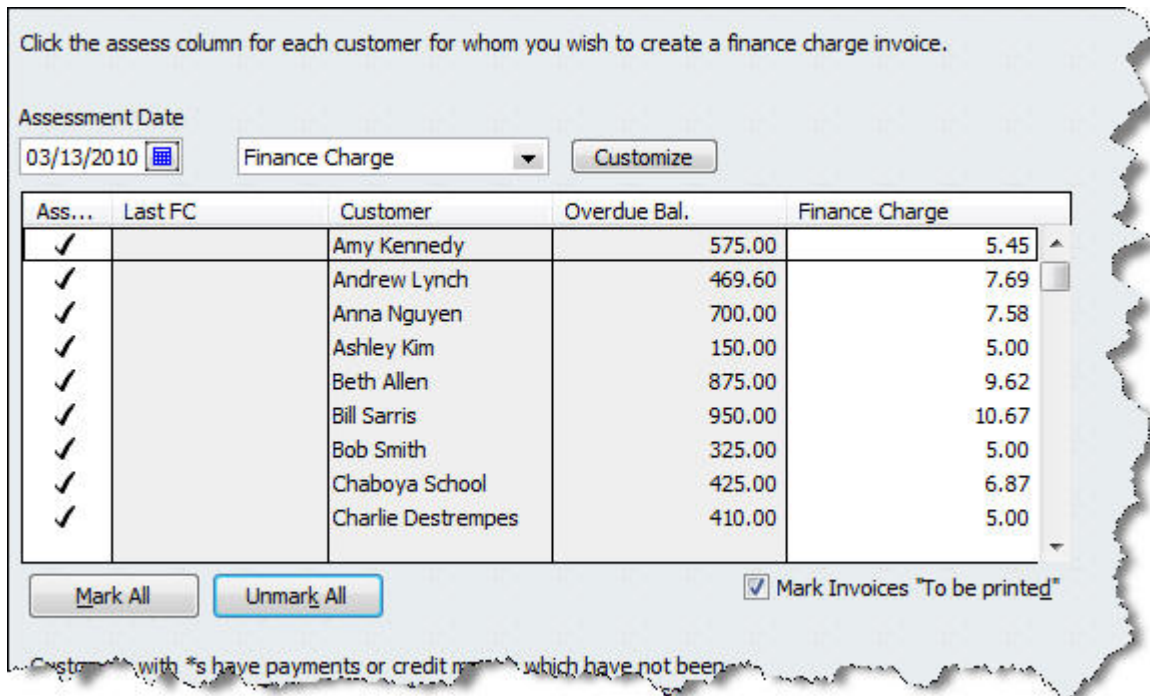 Click the assess column for each customer for whom you wish to create a finance charge invoice.
Assessment Date
03/13/2010 Finance Charge Customize
Ass... Last FC Customer Overdue Bal. Finance Charge
Amy Kennedy 575.00 5.45
Andrew Lynch 469.60 7.69
Anna Nguyen 700.00 7.58
Ashley Kim 150.00 5.00
Beth Allen 875.00 9.62
Bill Sarris 950.00 10.67
Bob Smith 325.00 5.00
Chaboya School 425.00 6.87
Charlie Destrempes 410.00 5.00
Mark All Unmark All Mark Invoices "To be printed"
with *s have payments or credit which have not been